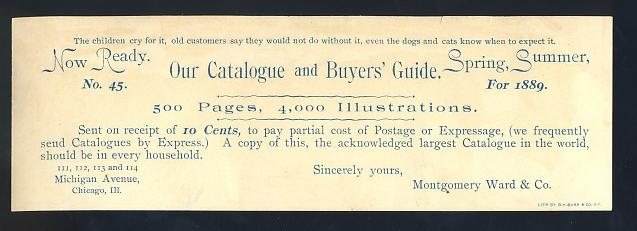 The children cry for it, old customers say they would not do without it, even the dogs and cats know when to expect it.
Now Ready.
No. 45.
Our Catalogue and Buyers' Guide.
Spring, Summer,
For 1889.
500 Pages, 4,000 Illustrations.
Sent on receipt of 10 Cents, to pay partial cost of Postage or Expressage, (we frequently
send Catalogues by Express.) A copy of this, the acknowledged largest Catalogue in the world,
should be in every household.
111, 112, 113 and 114
Michigan Avenue,
Chicago, Ill.
Sincerely yours,
Montgomery Ward & Co.
LITH BY